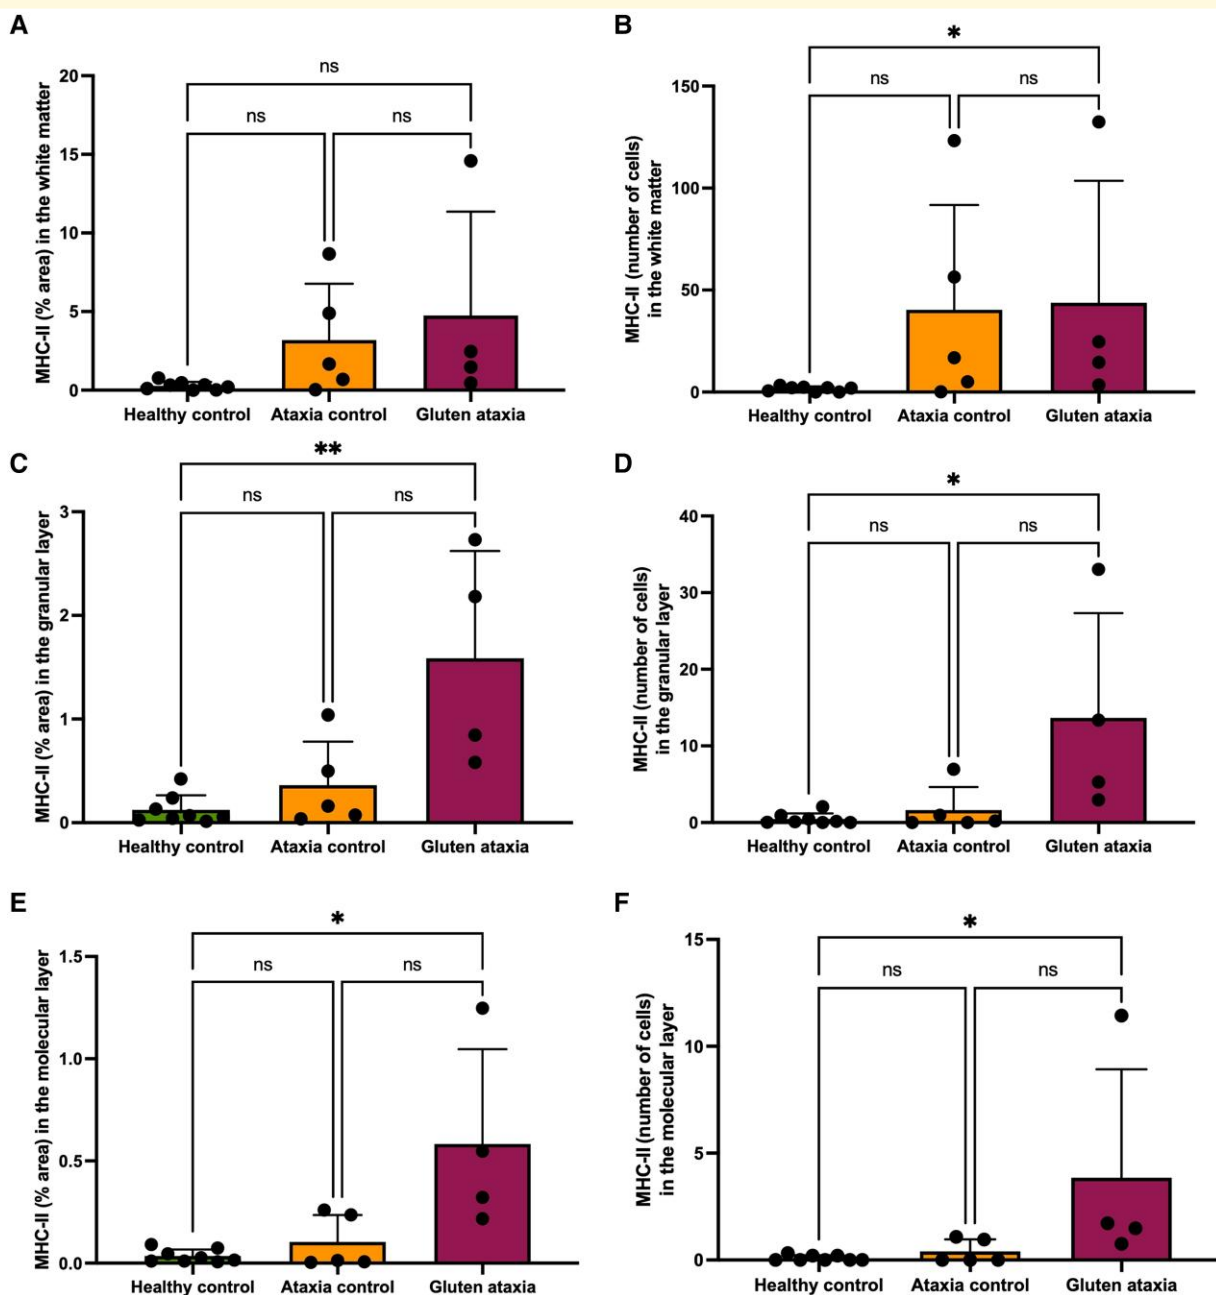 A
MHC-II (% area) in the white matter
20
15
10
5
0
ns
ns
ns
Healthy control
Ataxia control
Gluten ataxia
B
MHC-II (number of cells)
in the white matter
150
100
50
0
*
ns
ns
Healthy control
Ataxia control
Gluten ataxia
C
MHC-II (% area) in the granular layer
3
2
1
0
**
ns
ns
Healthy control
Ataxia control
Gluten ataxia
D
MHC-II (number of cells)
in the granular layer
40
30
20
10
0
*
ns
ns
Healthy control
Ataxia control
Gluten ataxia
E
MHC-II (% area) in the molecular layer
1.5
1.0
0.5
0.0
*
ns
ns
Healthy control
Ataxia control
Gluten ataxia
F
MHC-II (number of cells)
in the molecular layer
15
10
5
0
*
ns
ns
Healthy control
Ataxia control
Gluten ataxia